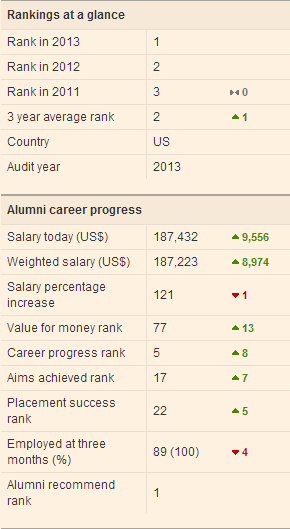 Rankings at a glance
Rank in 2013 1
Rank in 2012 2
Rank in 2011 3 0
3 year average rank 2 1
Country US
Audit year 2013
Alumni career progress
Salary today (US$) 187,432 9,556
Weighted salary (US$) 187,223 8,974
Salary percentage
increase 121 1
Value for money rank 77 13
Career progress rank 5 8
Aims achieved rank 17 7
Placement success
rank 22 5
Employed at three
months (%) 89 (100) 4
Alumni recommend
rank 1